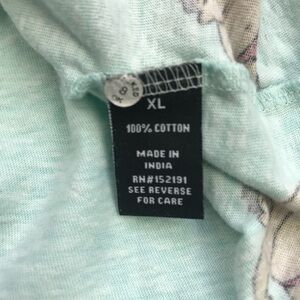 XL
100% COTTON
MADE IN
INDIA
RN#152191
SEE REVERSE
FOR CARE